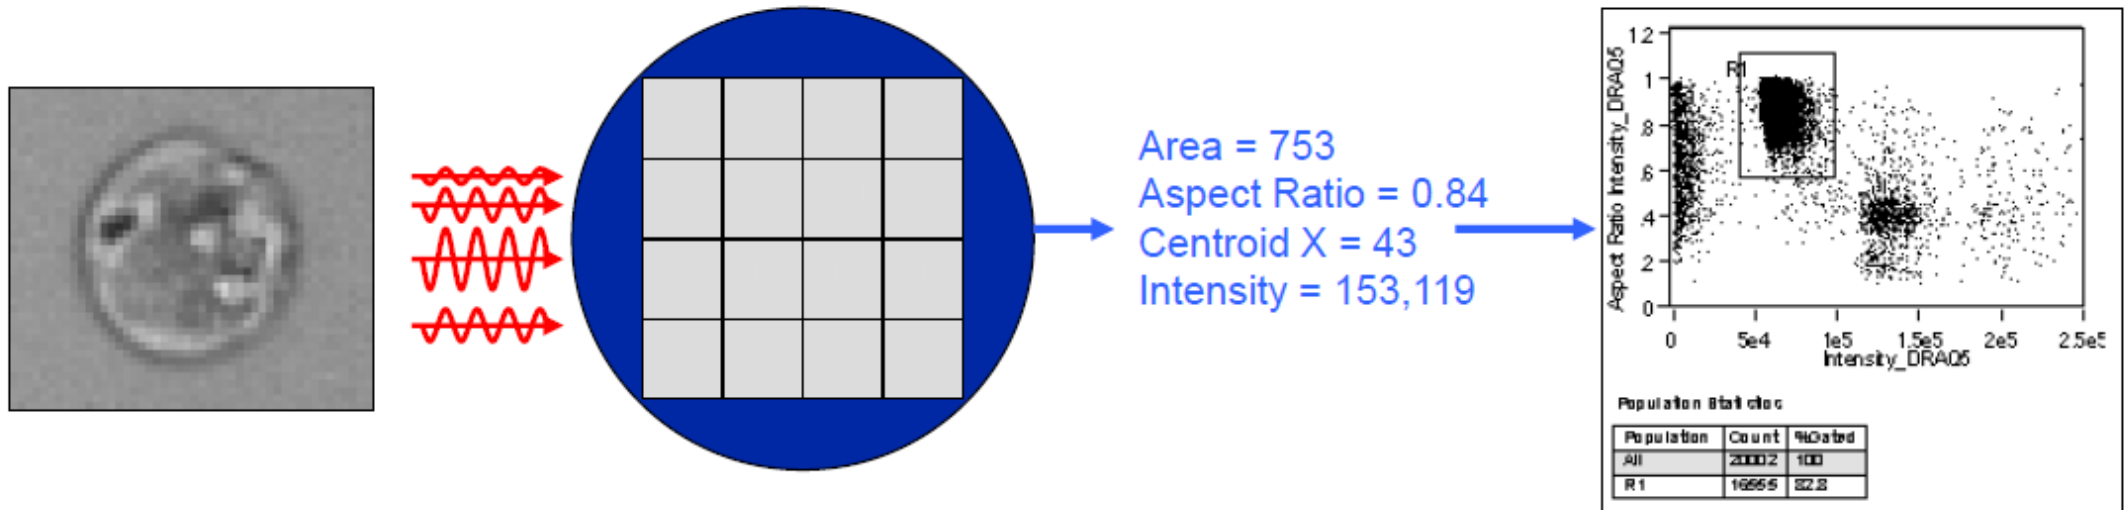 Area = 753
Aspect Ratio = 0.84
Centroid X = 43
Intensity = 153,119
Aspect Ratio Intensity_DRAQ5
1.2
1
.8
.6
.4
.2
0
R1
0 5e4 1e5 1.5e5 2e5 2.5e5
Intensity_DRAQ5
Population Statistics
Population Count %Gated
All 20002 100
R1 82.8